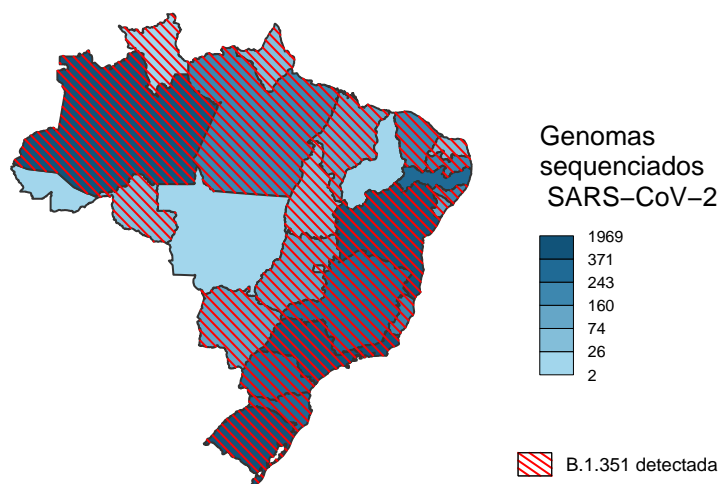 Genomas
sequenciados
SARS−CoV−2
1969
371
243
160
74
26
2
B.1.351 detectada